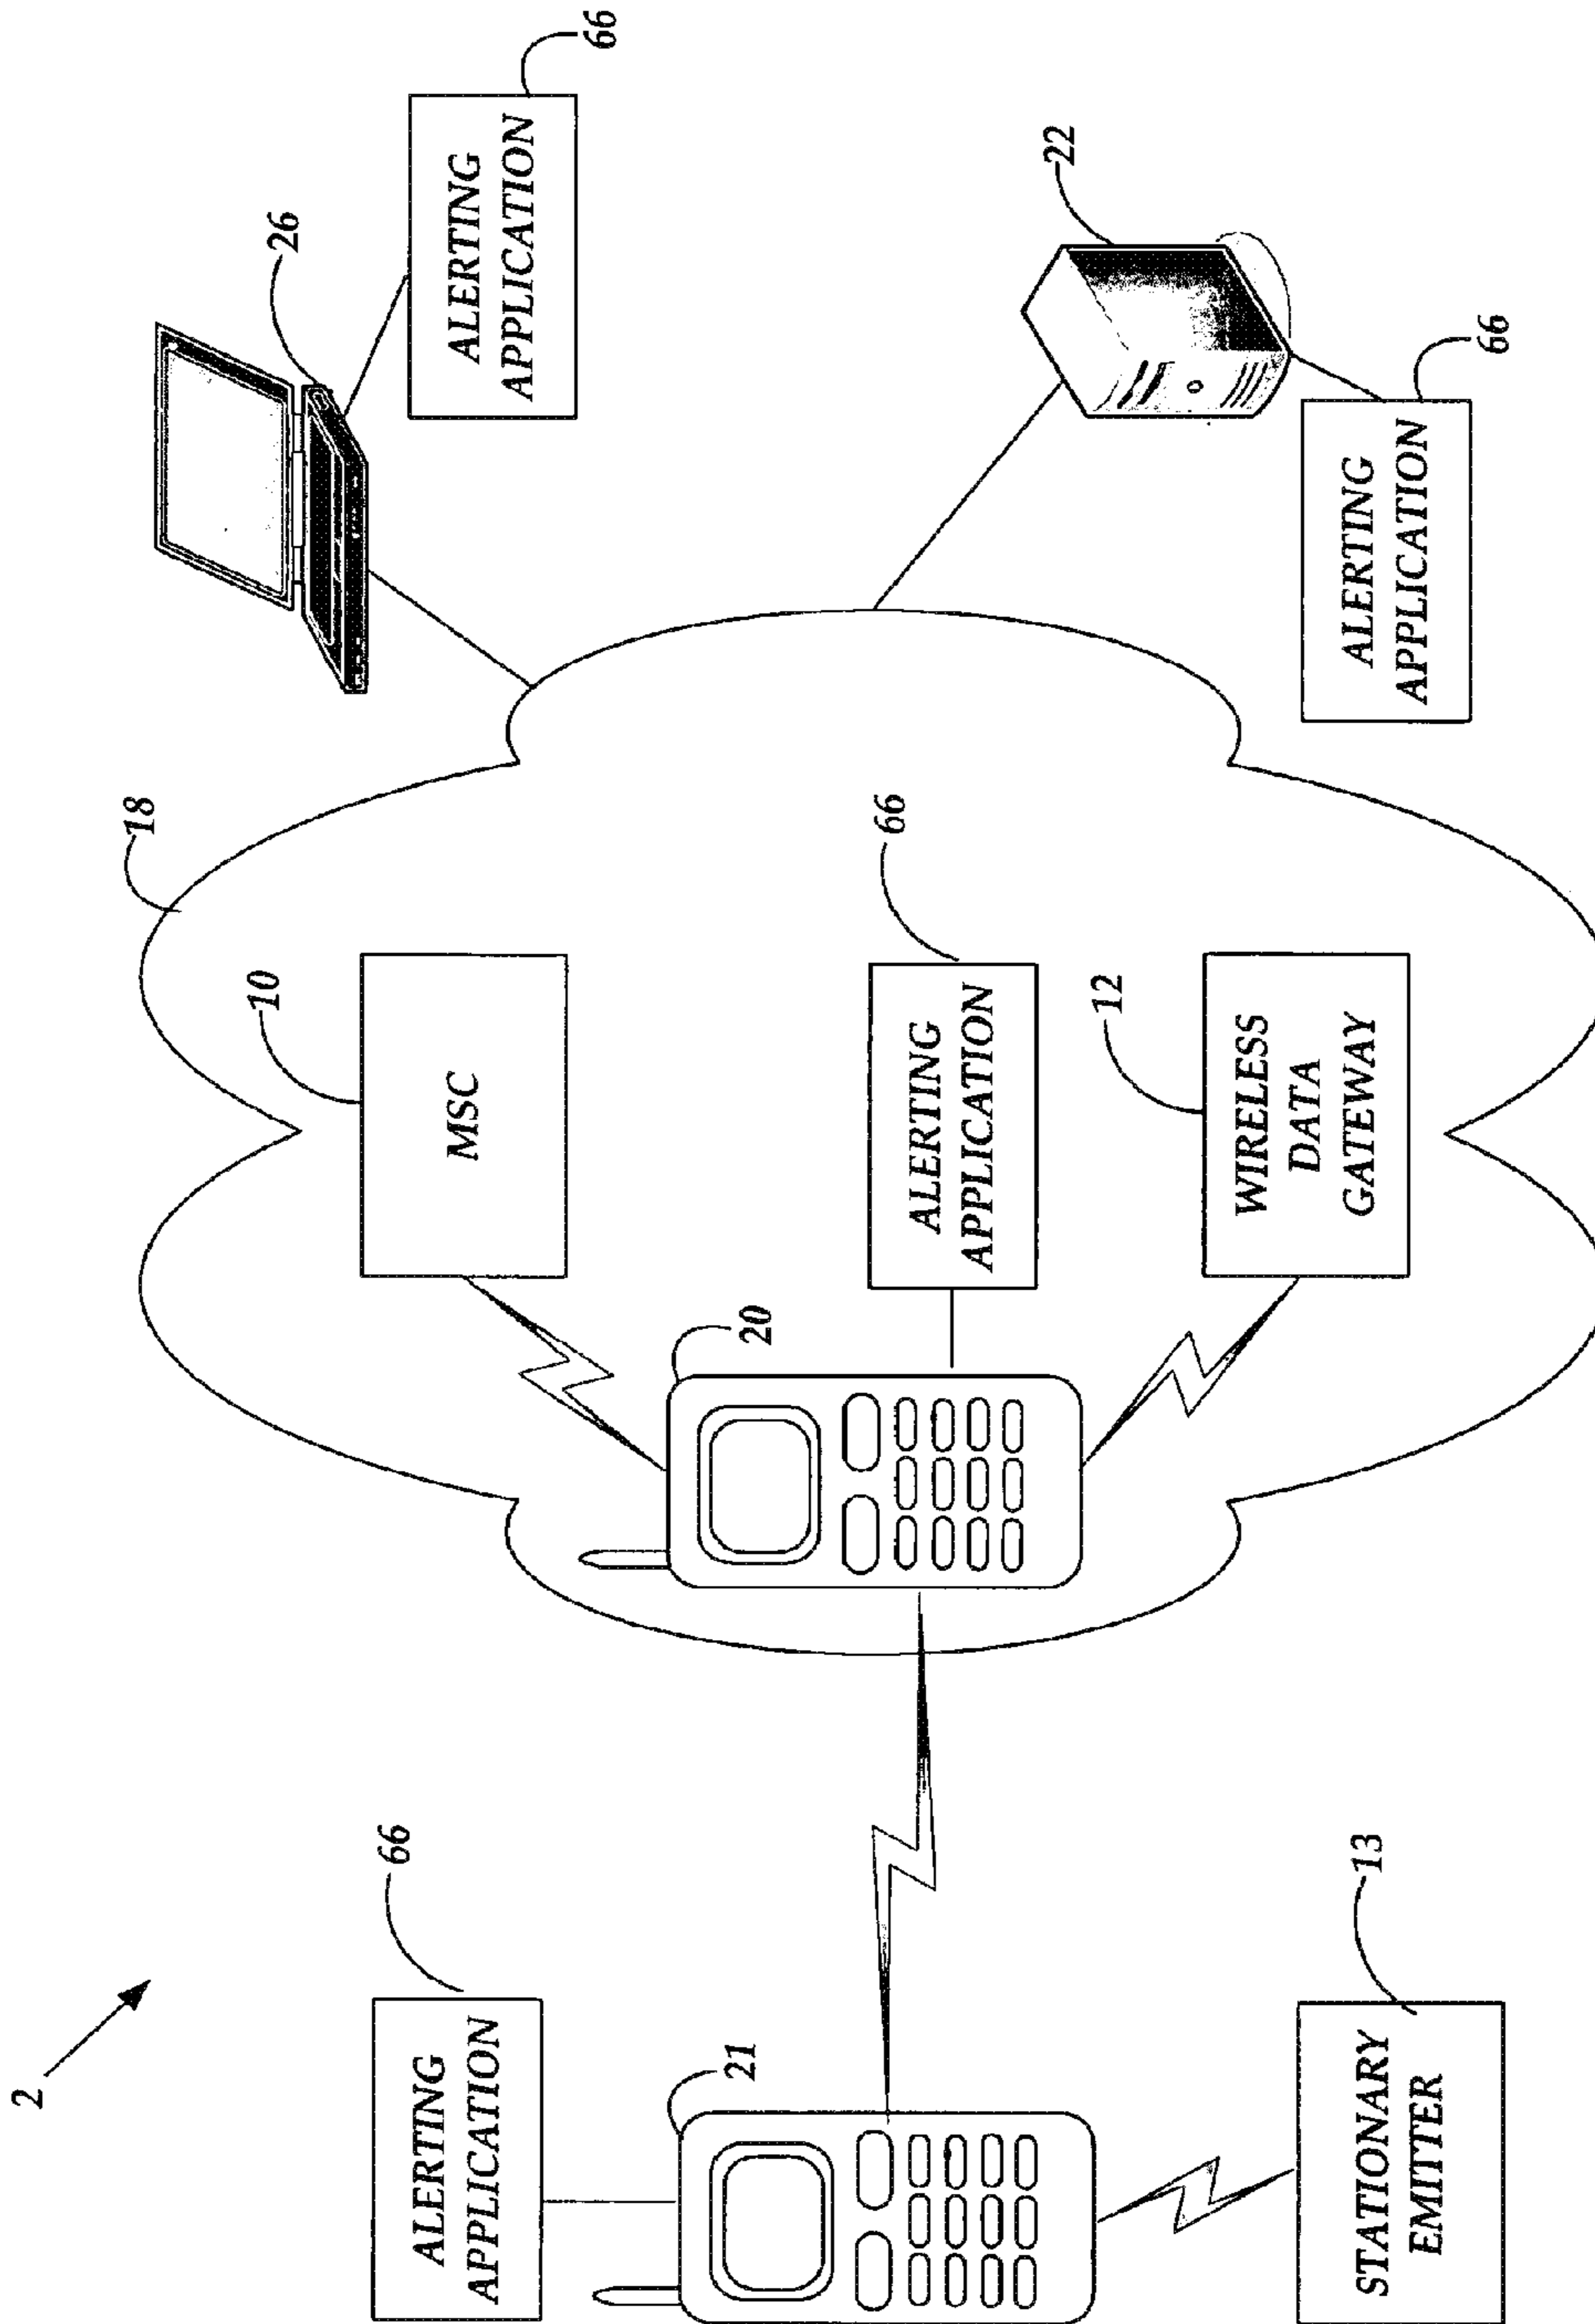 2
18
66
ALERTING
APPLICATION
10
MSC
26
ALERTING
APPLICATION
66
21
20
66
ALERTING
APPLICATION
22
12
WIRELESS
DATA
GATEWAY
13
STATIONARY
EMITTER
ALERTING
APPLICATION
66